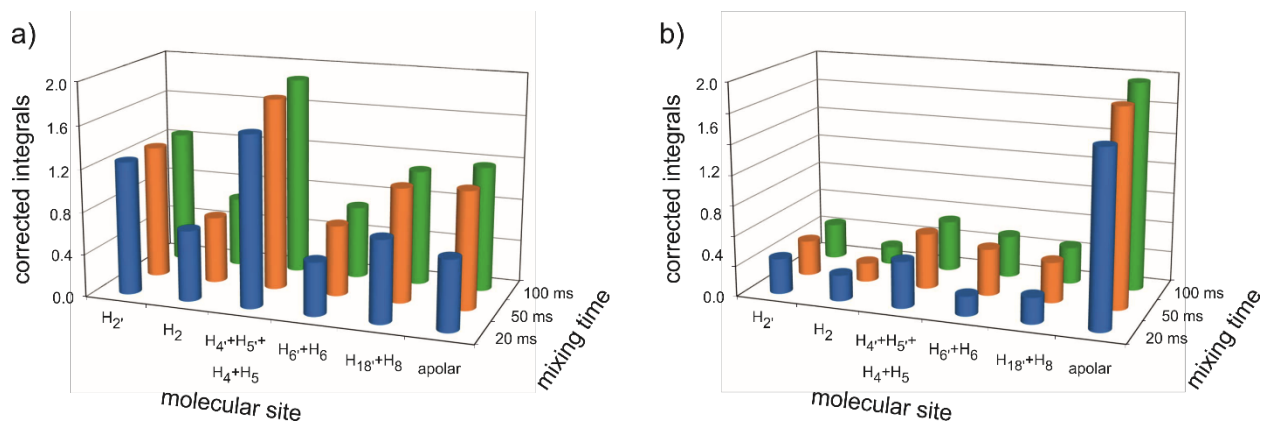 a)
corrected integrals
2.0
1.6
1.2
0.8
0.4
0.0
H2'
H2
H4'+H5'+
H4+H5
H6'+H6
H18'+H8
apolar
molecular site
20 ms
50 ms
100 ms
mixing time
b)
corrected integrals
2.0
1.6
1.2
0.8
0.4
0.0
H2'
H2
H4'+H5'+
H4+H5
H6'+H6
H18'+H8
apolar
molecular site
20 ms
50 ms
100 ms
mixing time